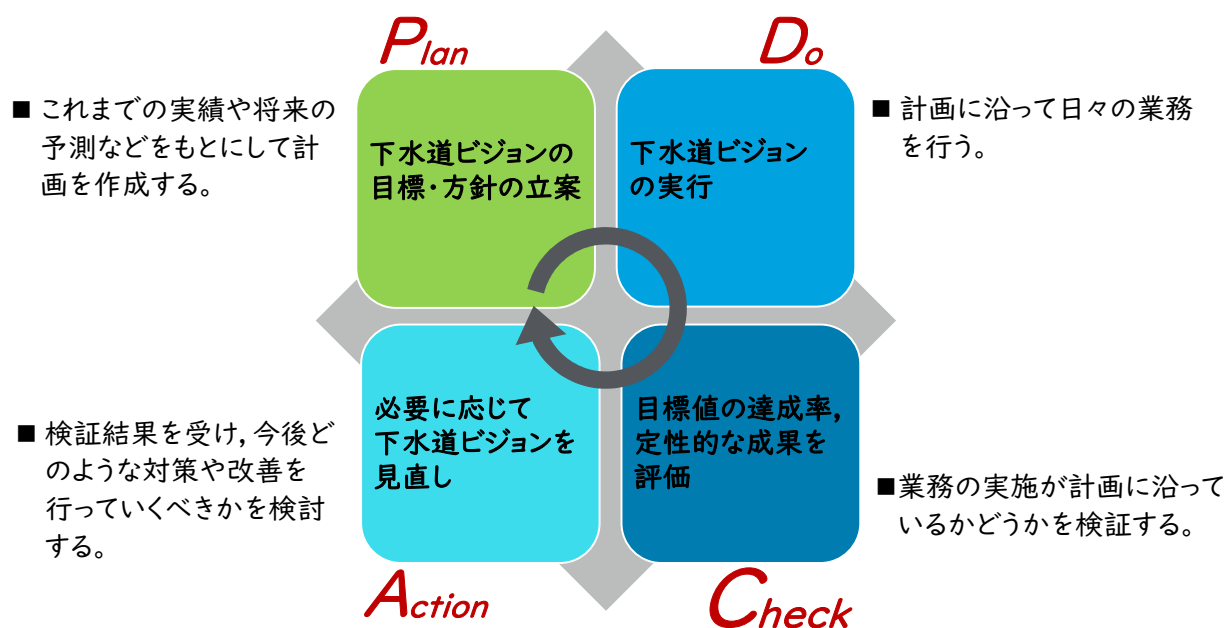 Plan
■ これまでの実績や将来の
予測などをもとにして計
画を作成する。
下水道ビジョンの
目標・方針の立案
Do
下水道ビジョン
の実行
■ 計画に沿って日々の業務
を行う。
■ 検証結果を受け,今後ど
のような対策や改善を
行っていくべきかを検討
する。
必要に応じて
下水道ビジョンを
見直し
Action
目標値の達成率,
定性的な成果を
評価
■業務の実施が計画に沿って
いるかどうかを検証する。
Check